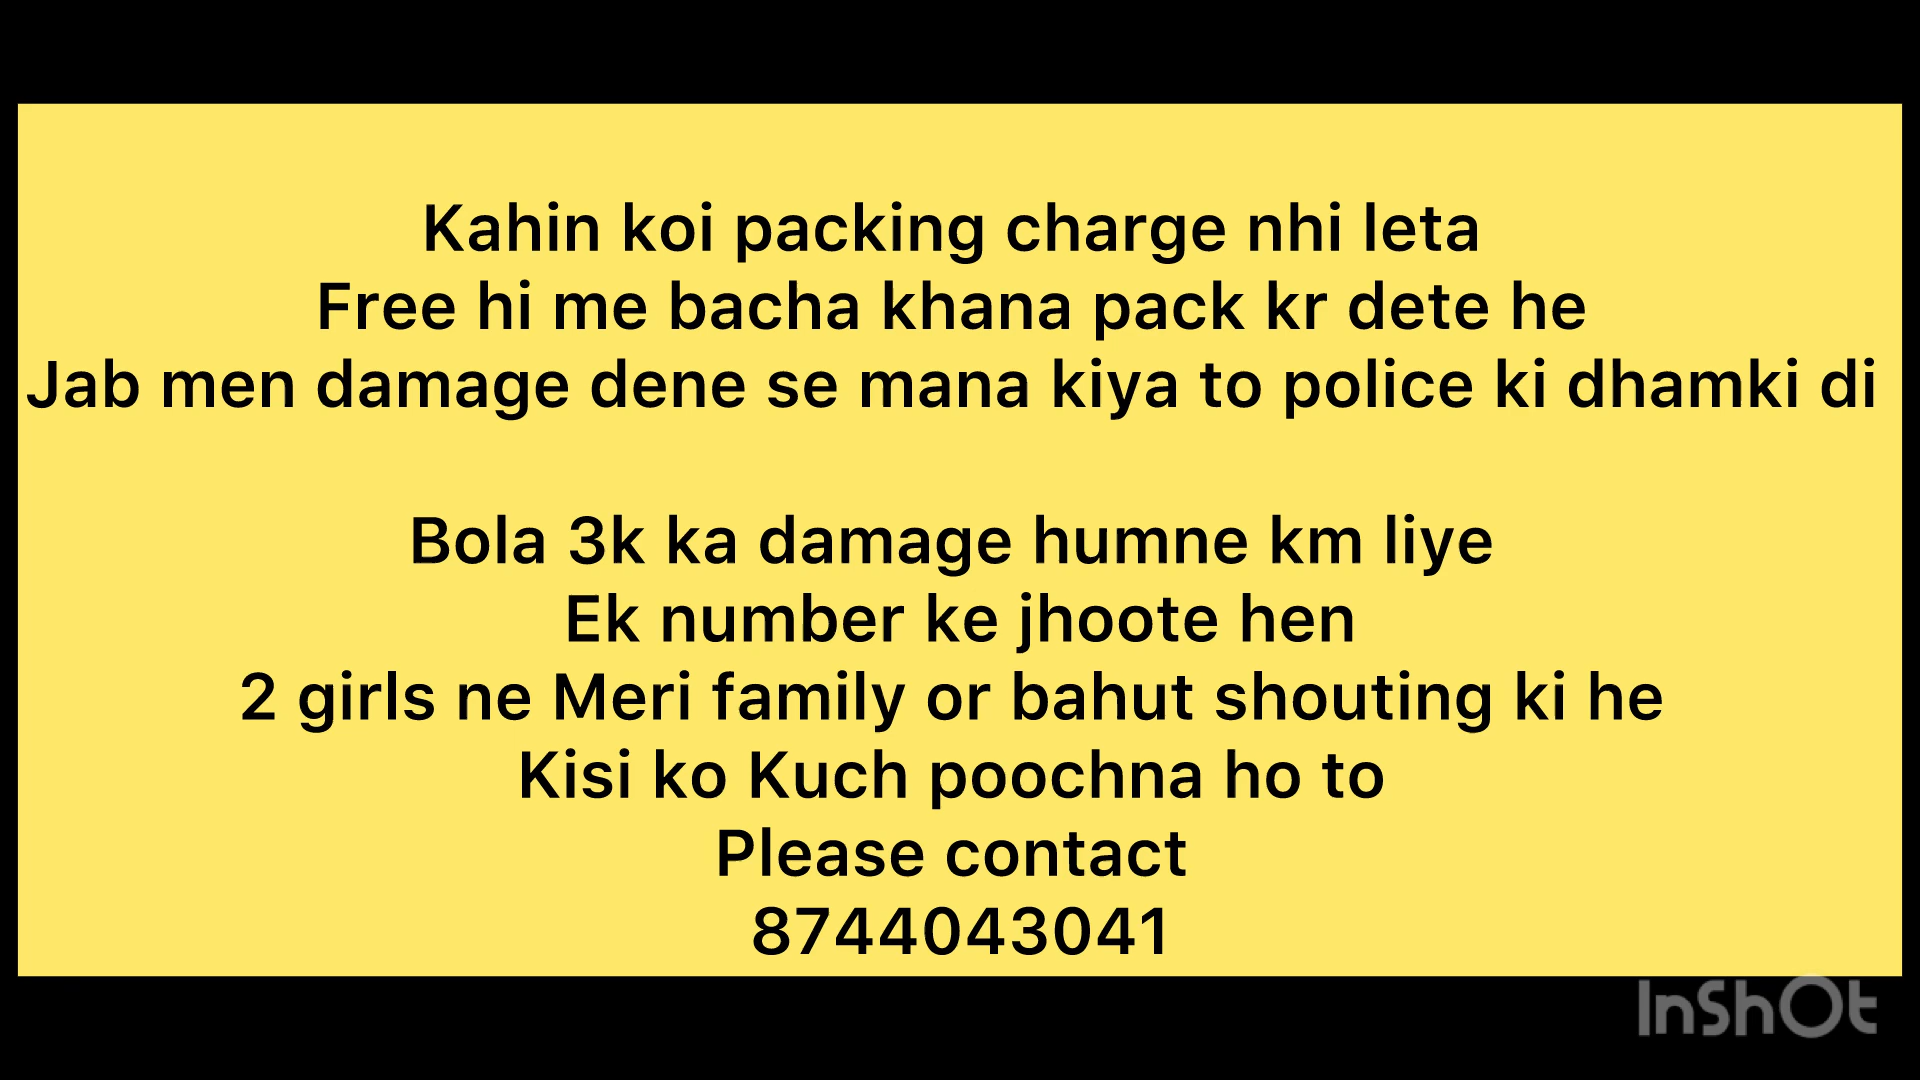 Kahin koi packing charge nhi leta
Free hi me bacha khana pack kr dete he
Jab men damage dene se mana kiya to police ki dhamki di
Bola 3k ka damage humne km liye
Ek number ke jhoote hen
2 girls ne Meri family or bahut shouting ki he
Kisi ko Kuch poochna ho to
Please contact
8744043041
InShOt